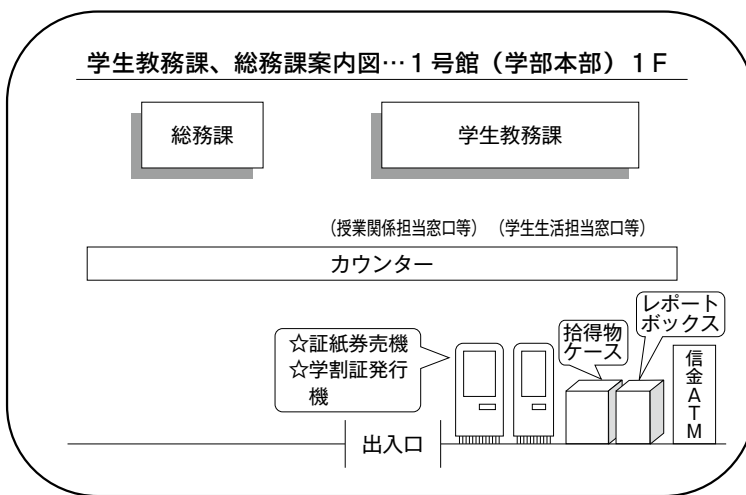 学生教務課、総務課案内図…１号館（学部本部）１Ｆ
総務課
学生教務課
（授業関係担当窓口等）（学生生活担当窓口等）
カウンター
☆証紙券売機
☆学割証発行
機
拾得物
ケース
レポート
ボックス
信金ＡＴＭ
出入口